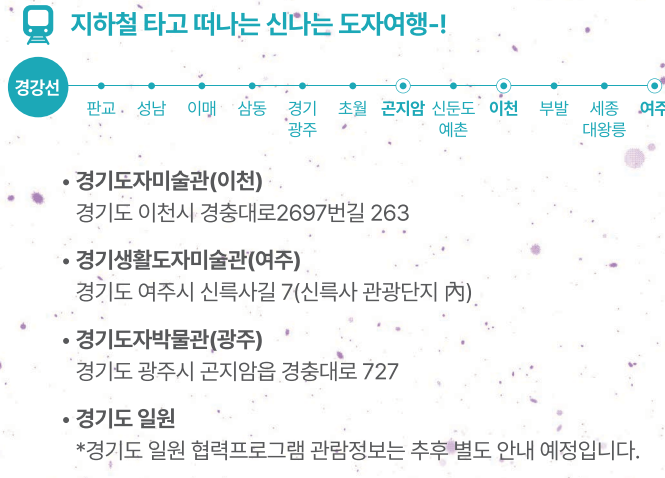 지하철 타고 떠나는 신나는 도자여행-!
경강선
판교 성남 이매 삼동 경기 초월 곤지암 신둔도 이천 부발 세종 여주
광주 예촌 대왕릉
• 경기도자미술관(이천)
경기도 이천시 경충대로2697번길 263
• 경기생활도자미술관(여주)
경기도 여주시 신륵사길 7(신륵사 관광단지 內)
• 경기도자박물관(광주)
경기도 광주시 곤지암읍 경충대로 727
• 경기도 일원
*경기도 일원 협력프로그램 관람정보는 추후 별도 안내 예정입니다.